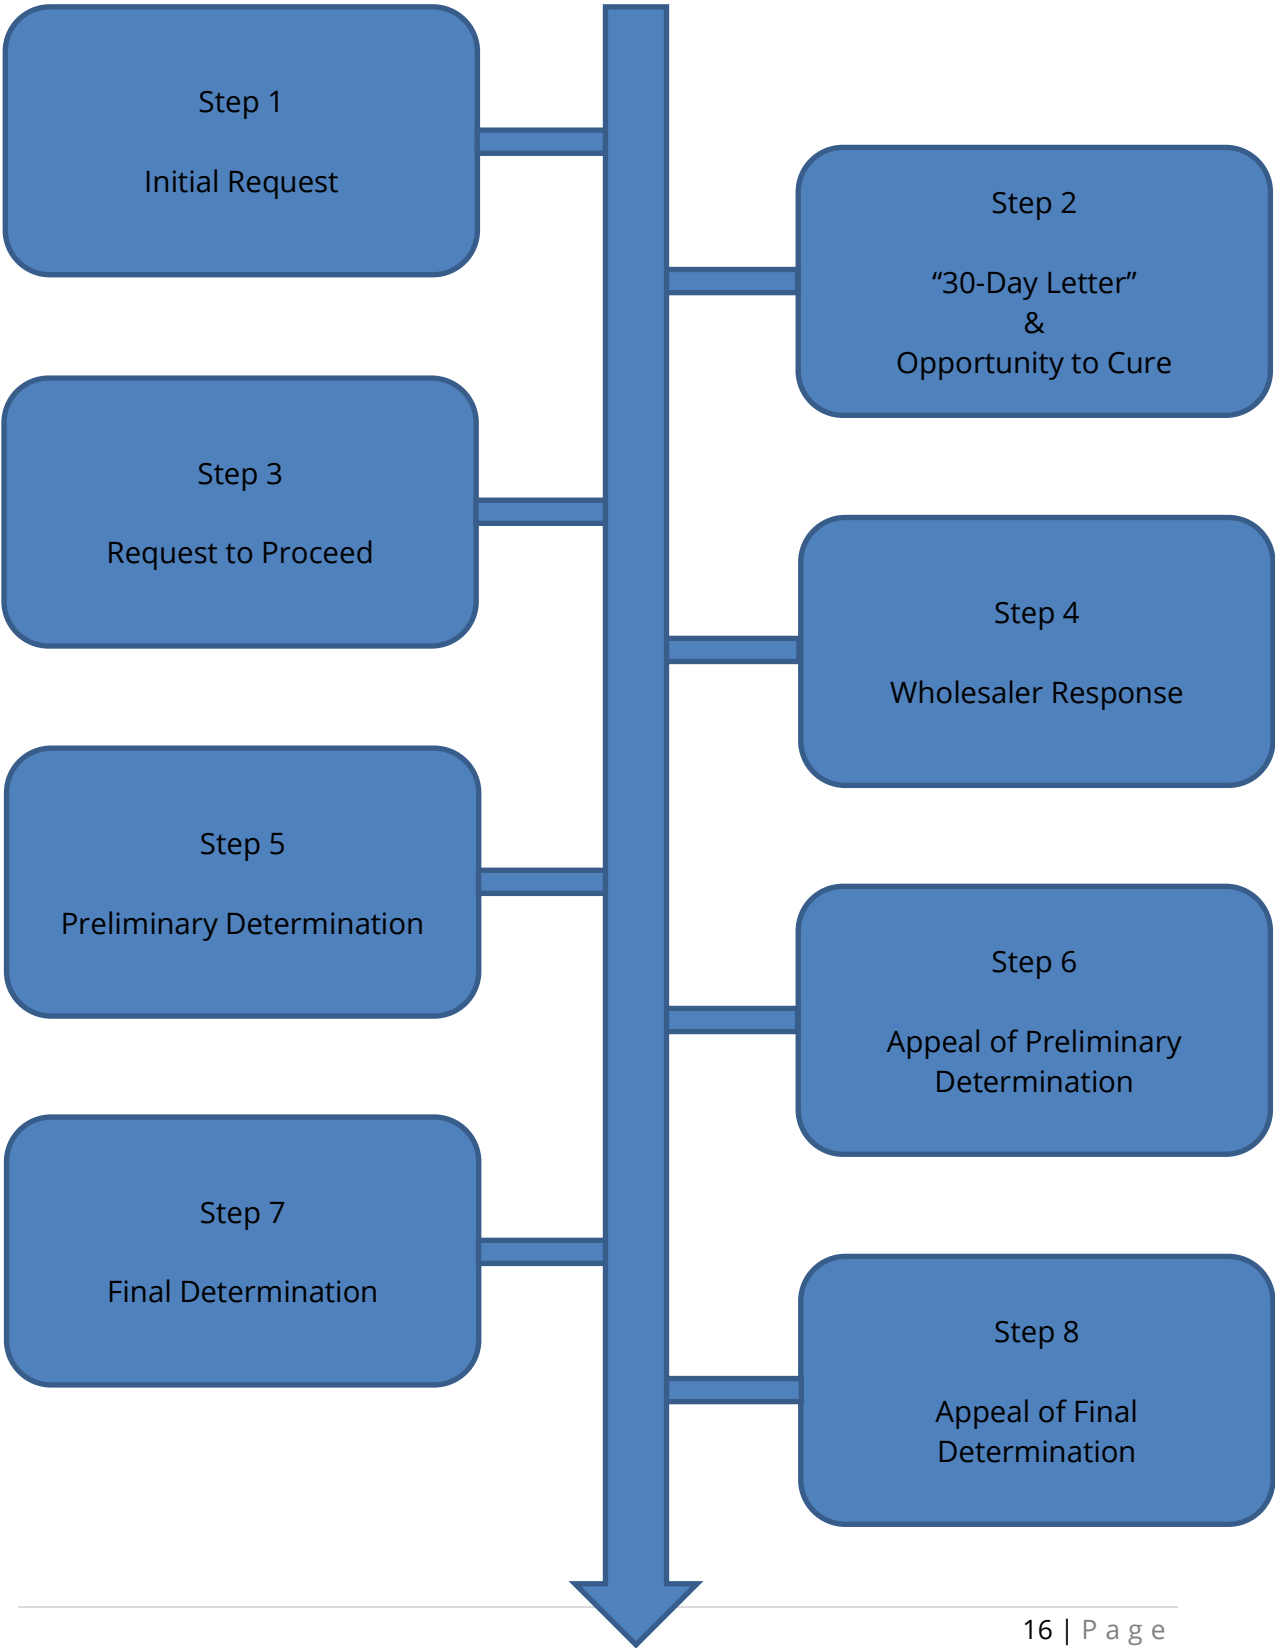 Step 1
Initial Request
Step 2
“30-Day Letter”
&
Opportunity to Cure
Step 3
Request to Proceed
Step 4
Wholesaler Response
Step 5
Preliminary Determination
Step 6
Appeal of Preliminary
Determination
Step 7
Final Determination
Step 8
Appeal of Final
Determination
16 | P a g e